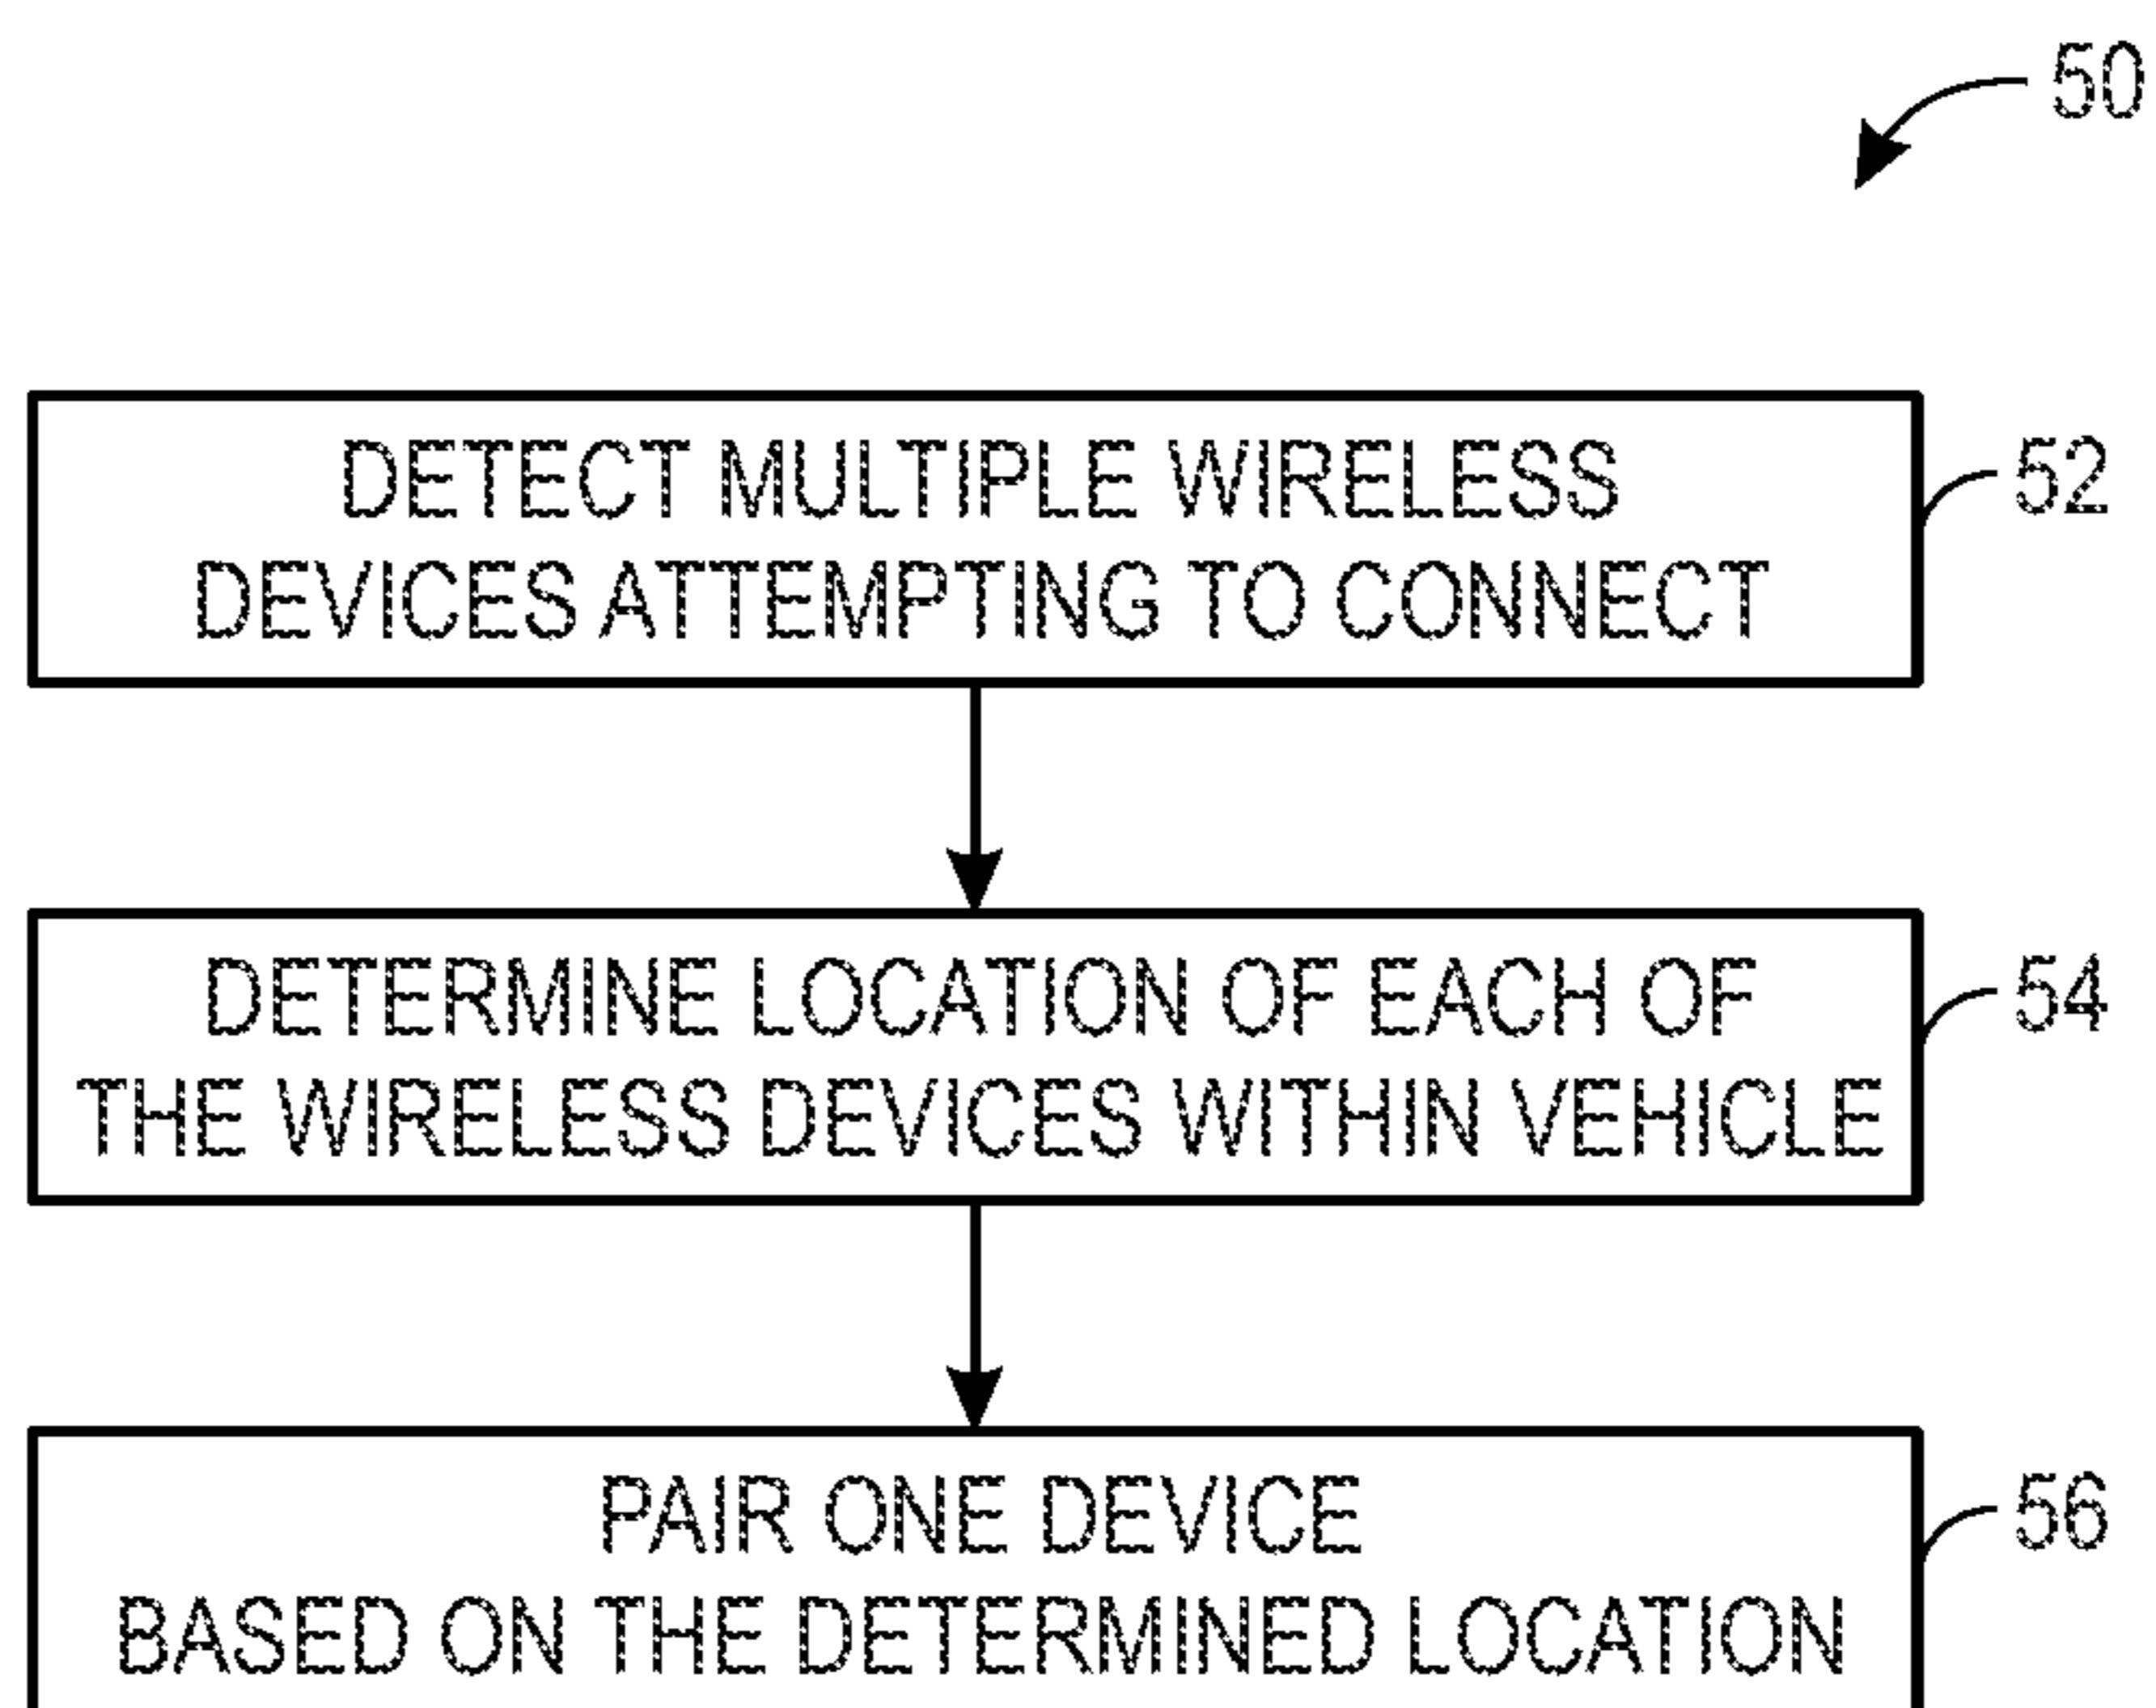 50
DETECT MULTIPLE WIRELESS
DEVICES ATTEMPTING TO CONNECT
52
DETERMINE LOCATION OF EACH OF
THE WIRELESS DEVICES WITHIN VEHICLE
54
PAIR ONE DEVICE
BASED ON THE DETERMINED LOCATION
56